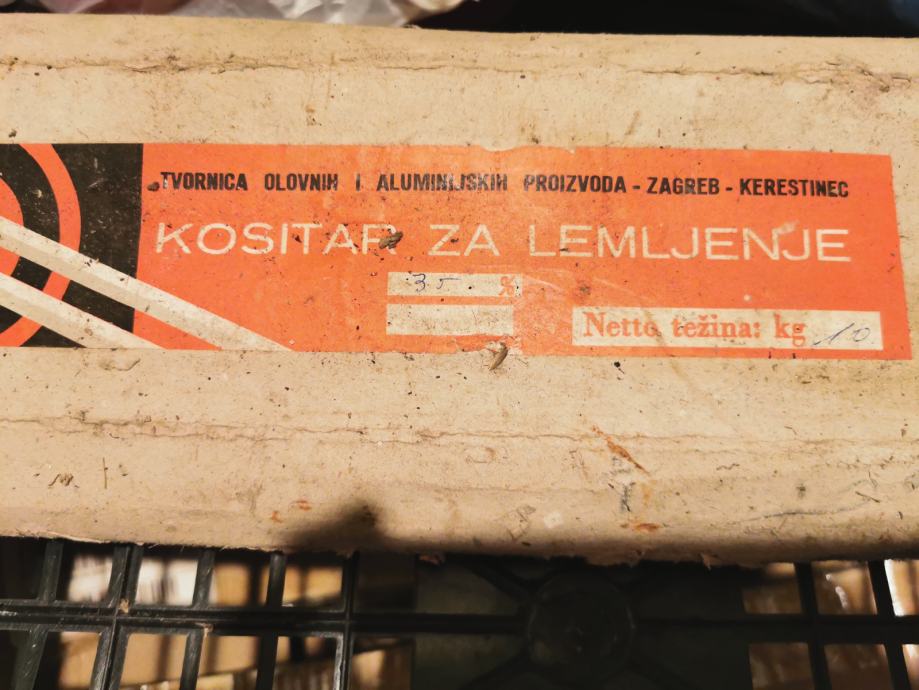 TVORNICA OLOVNIH I ALUMINIJSKIH PROIZVODA - ZAGREB - KERESTINEC
KOSITAR ZA LEMLJENJE
35 %
Netto težina: kg 10